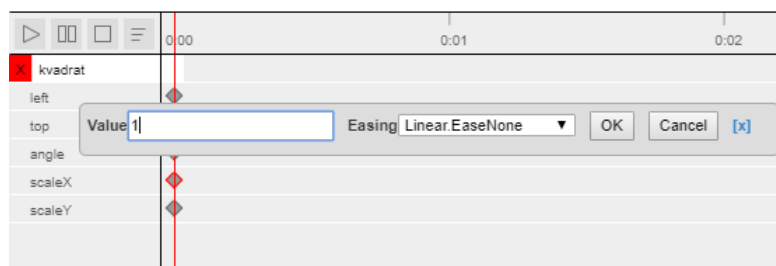 0:00 0:01 0:02
X kvadrat
left
top Value 1 Easing Linear.EaseNone ▼ OK Cancel [x]
angle
scaleX
scaleY